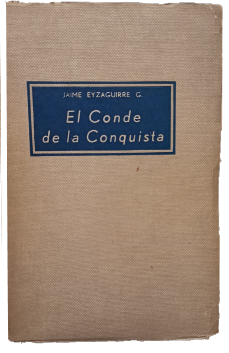 JAIME EYZAGUIRRE G.
El Conde
de la Conquista